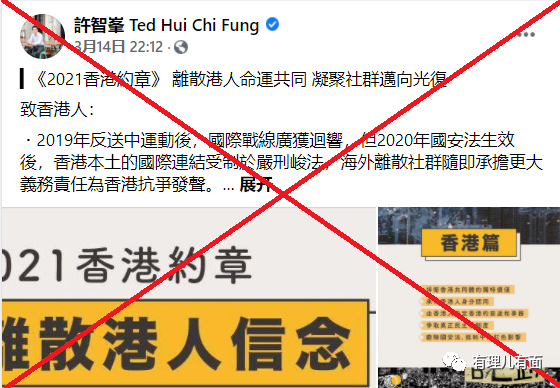 許智峯 Ted Hui Chi Fung
3月14日 22:12
《2021香港約章》 離散港人命運共同 凝聚社群邁向光復
致香港人：
・2019年反送中運動後，國際戰線廣獲迴響，但2020年國安法生效
後，香港本土的國際連結受制於嚴刑峻法，海外離散社群隨即承擔更大
義務責任為香港抗爭發聲。... 展开
021香港約章
離散港人信念
香港篇
有理儿有面